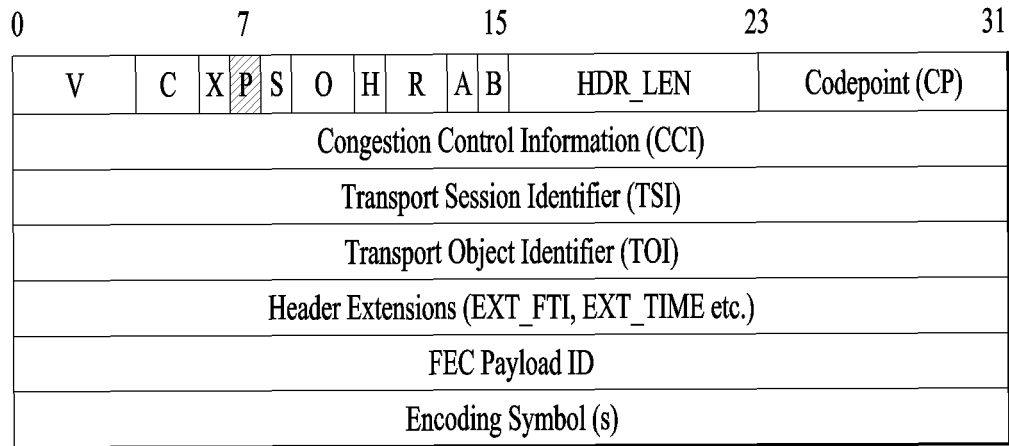 0 7 15 23 31
V C X P S O H R A B HDR_LEN Codepoint (CP)
Congestion Control Information (CCI)
Transport Session Identifier (TSI)
Transport Object Identifier (TOI)
Header Extensions (EXT_FTI, EXT_TIME etc.)
FEC Payload ID
Encoding Symbol (s)